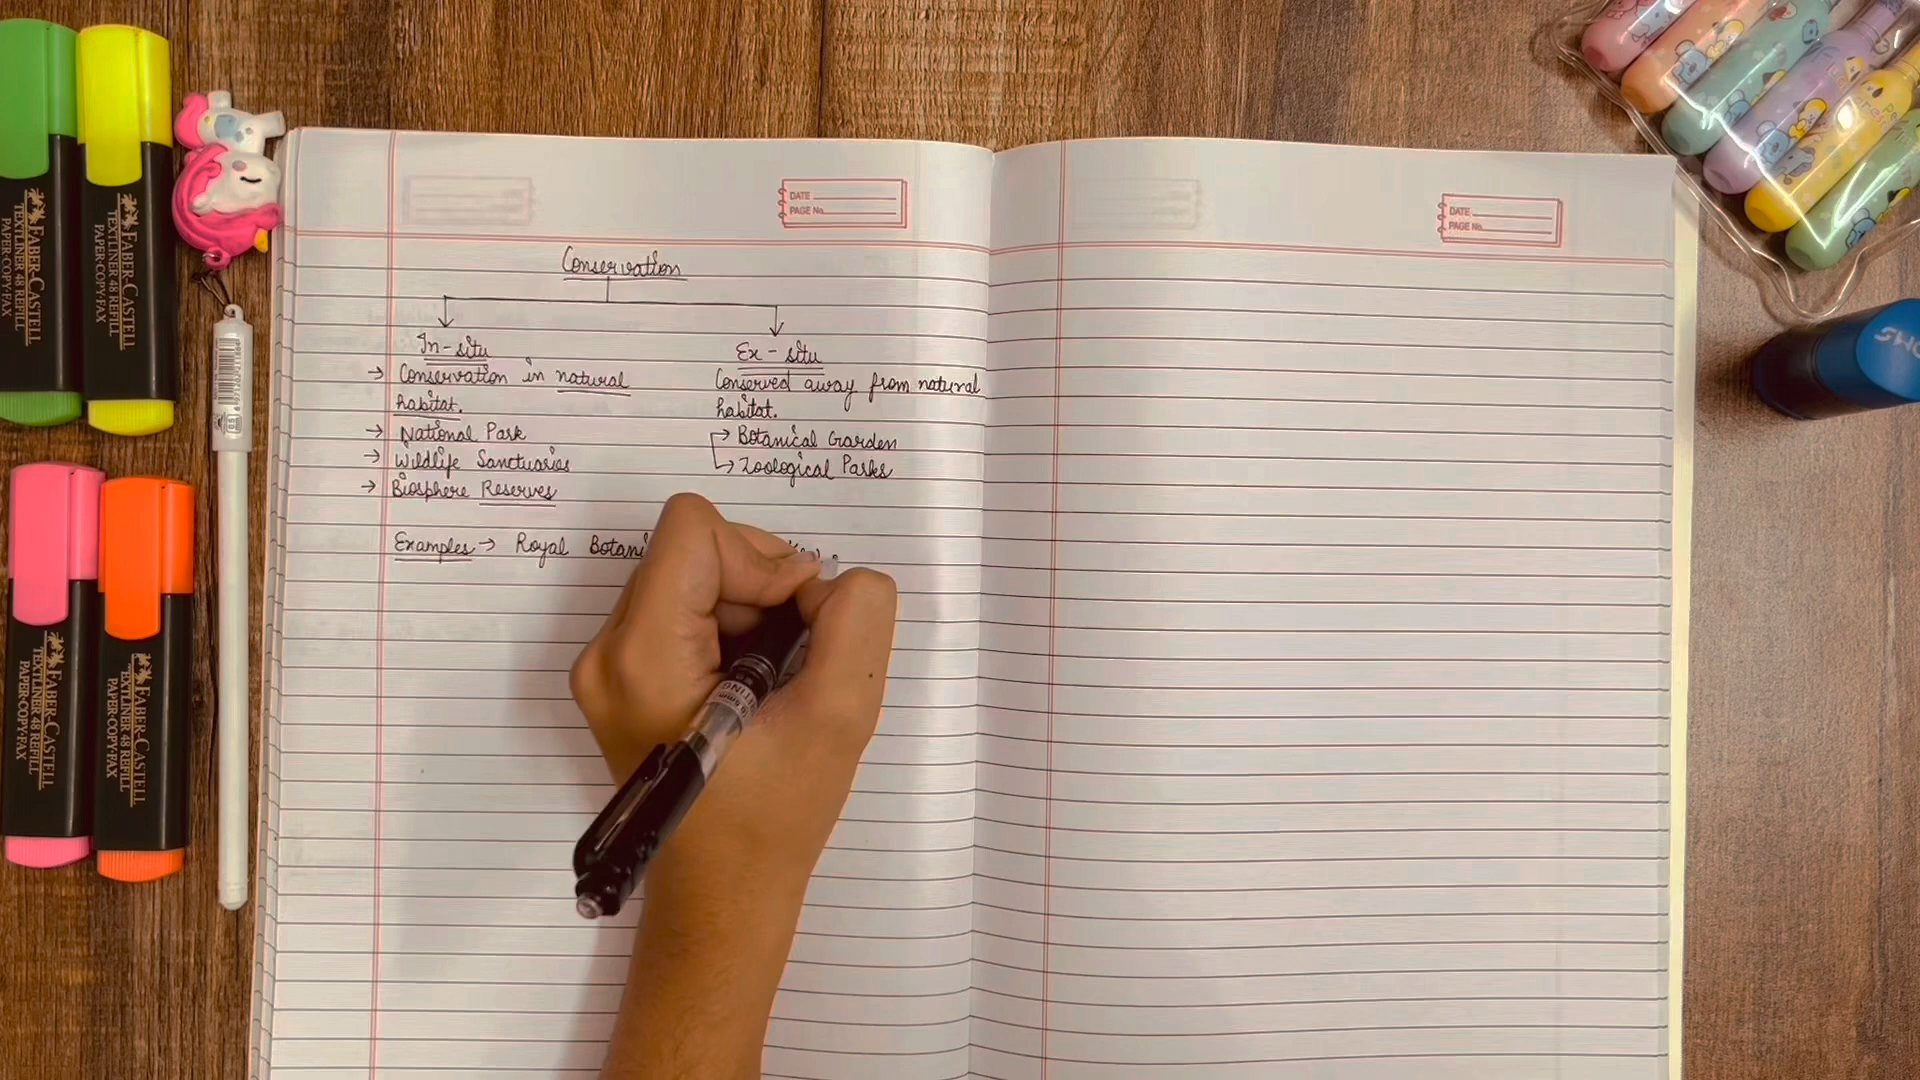 Conservation
In-situ
→ Conservation in natural
habitat.
→ National Park
→ Wildlife Sanctuaries
→ Biosphere Reserves
Ex-situ
Conserved away from natural
habitat.
→ Botanical Garden
→ Zoological Parks
Examples → Royal Botani
DATE
PAGE No.
DATE
PAGE No.
FABER-CASTELL
TEXTLINER 48 REFILL
PAPER·COPY·FAX
FABER-CASTELL
TEXTLINER 48 REFILL
PAPER·COPY·FAX
FABER-CASTELL
TEXTLINER 48 REFILL
PAPER·COPY·FAX
FABER-CASTELL
TEXTLINER 48 REFILL
PAPER·COPY·FAX